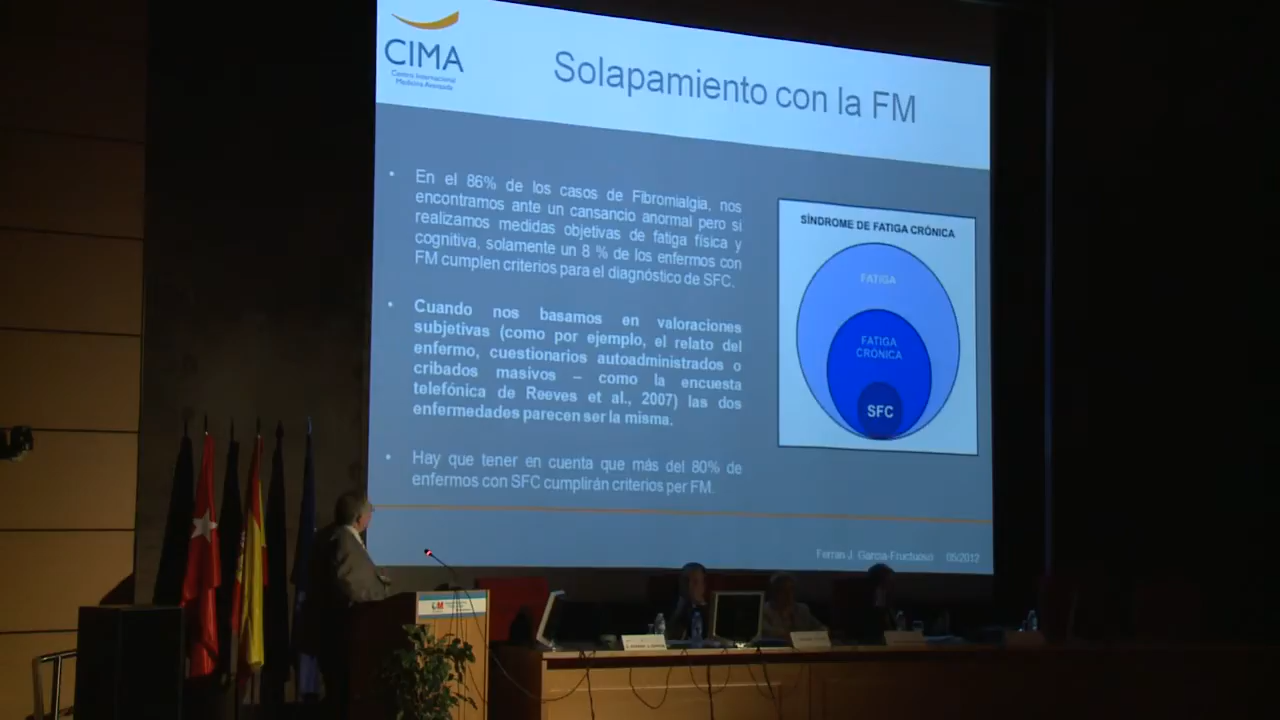 CIMA
Centro Internacional
Medicina Avanzada
Solapamiento con la FM
• En el 86% de los casos de Fibromialgia, nos
encontramos ante un cansancio anormal pero si
realizamos medidas objetivas de fatiga física y
cognitiva, solamente un 8 % de los enfermos con
FM cumplen criterios para el diagnóstico de SFC.
• Cuando nos basamos en valoraciones
subjetivas (como por ejemplo, el relato del
enfermo, cuestionarios autoadministrados o
cribados masivos – como la encuesta
telefónica de Reeves et al., 2007) las dos
enfermedades parecen ser la misma.
• Hay que tener en cuenta que más del 80% de
enfermos con SFC cumplirán criterios per FM.
SÍNDROME DE FATIGA CRÓNICA
FATIGA
FATIGA
CRÓNICA
SFC
Ferran J. García-Fructuoso 05/2012